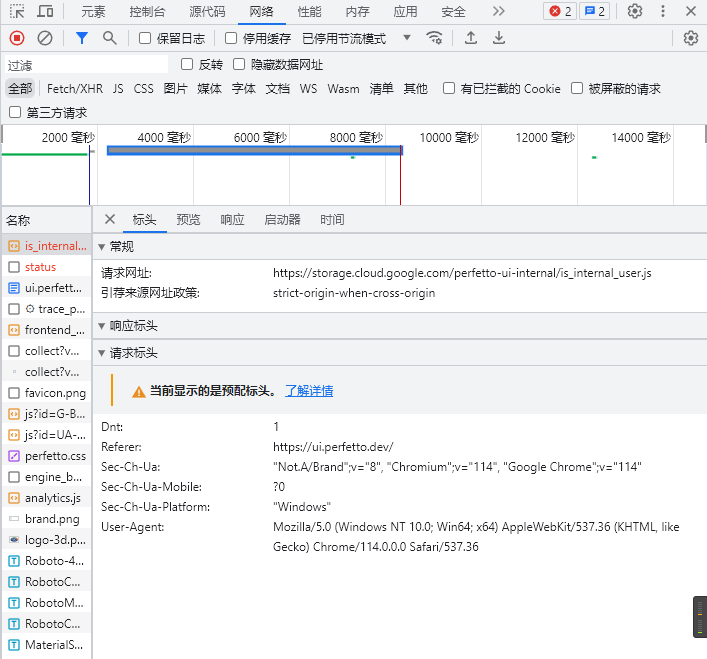 元素 控制台 源代码 网络 性能 内存 应用 安全 2 2
保留日志 停用缓存 已停用节流模式
过滤 反转 隐藏数据网址
全部 Fetch/XHR JS CSS 图片 媒体 字体 文档 WS Wasm 清单 其他 有已拦截的 Cookie 被屏蔽的请求
第三方请求
2000 毫秒 4000 毫秒 6000 毫秒 8000 毫秒 10000 毫秒 12000 毫秒 14000 毫秒
名称
is_internal...
status
ui.perfett...
trace_p...
frontend_...
collect?v...
collect?v...
favicon.png
js?id=G-B...
js?id=UA-...
perfetto.css
engine_b...
analytics.js
brand.png
logo-3d.p...
Roboto-4...
RobotoC...
RobotoM...
RobotoC...
MaterialS...
标头 预览 响应 启动器 时间
常规
请求网址: https://storage.cloud.google.com/perfetto-ui-internal/is_internal_user.js
引荐来源网址政策: strict-origin-when-cross-origin
响应标头
请求标头
当前显示的是预配标头。 了解详情
Dnt: 1
Referer: https://ui.perfetto.dev/
Sec-Ch-Ua: "Not.A/Brand";v="8", "Chromium";v="114", "Google Chrome";v="114"
Sec-Ch-Ua-Mobile: ?0
Sec-Ch-Ua-Platform: "Windows"
User-Agent: Mozilla/5.0 (Windows NT 10.0; Win64; x64) AppleWebKit/537.36 (KHTML, like
Gecko) Chrome/114.0.0.0 Safari/537.36